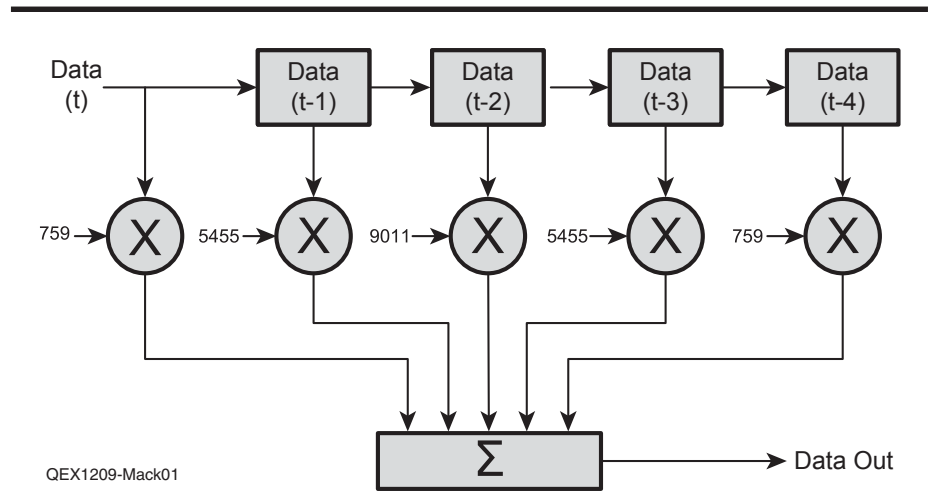 Data
(t)
Data
(t-1)
Data
(t-2)
Data
(t-3)
Data
(t-4)
759
X
5455
X
9011
X
5455
X
759
X
Σ
Data Out
QEX1209-Mack01